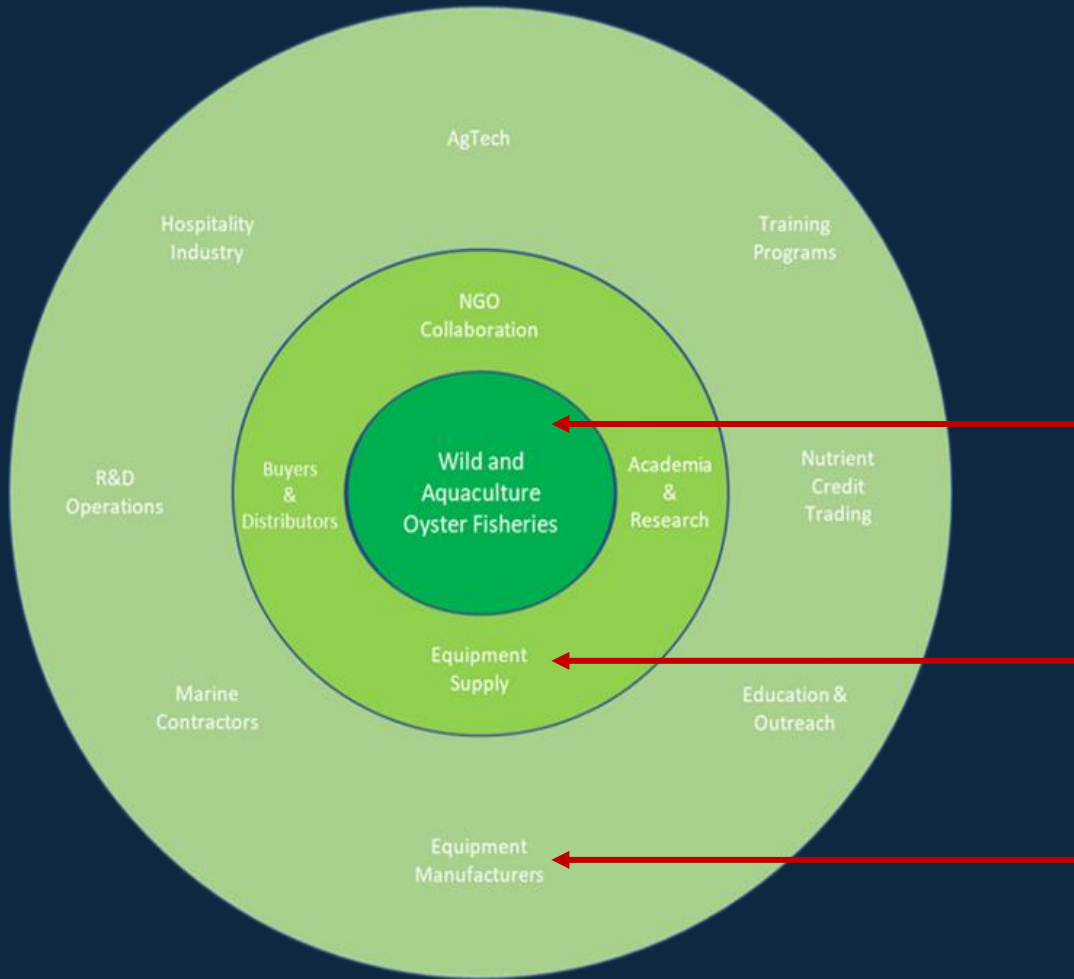 AgTech
Hospitality
Industry
Training
Programs
NGO
Collaboration
R&D
Operations
Buyers
&
Distributors
Wild and
Aquaculture
Oyster Fisheries
Academia
&
Research
Nutrient
Credit
Trading
Equipment
Supply
Marine
Contractors
Education &
Outreach
Equipment
Manufacturers